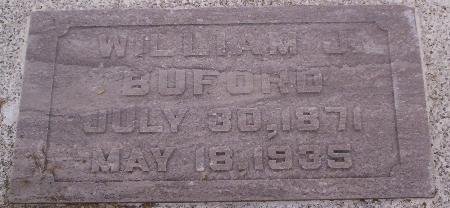 WILLIAM J.
BUFORD
JULY 30, 1871
MAY 18, 1935